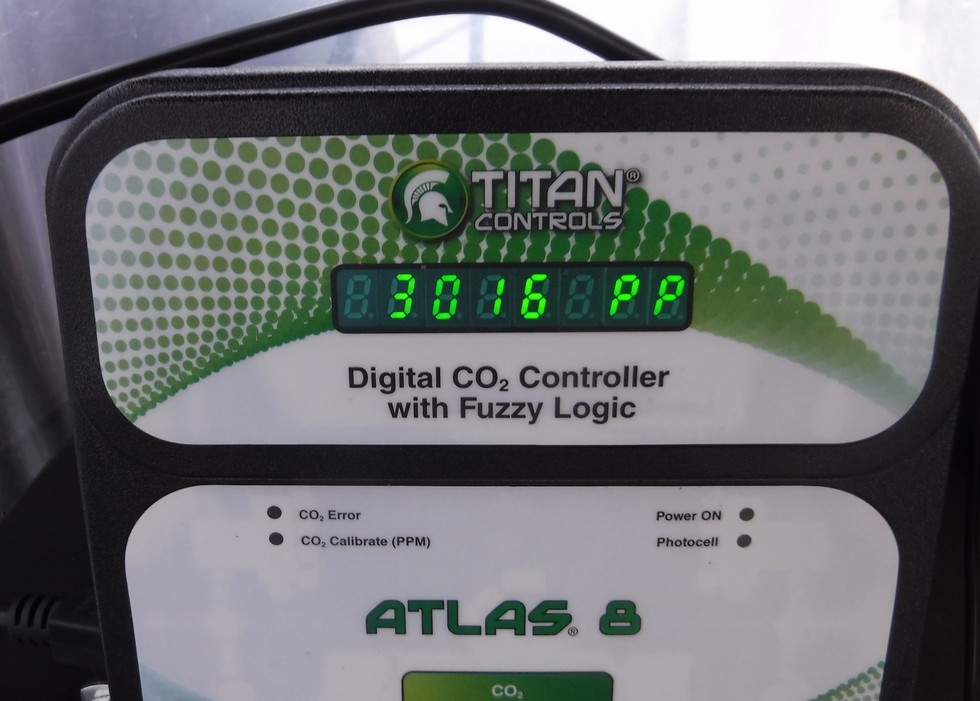 TITAN®
CONTROLS
3016 PP
Digital CO₂ Controller
with Fuzzy Logic
CO₂ Error
Power ON
CO₂ Calibrate (PPM)
Photocell
ATLAS® 8
CO₂